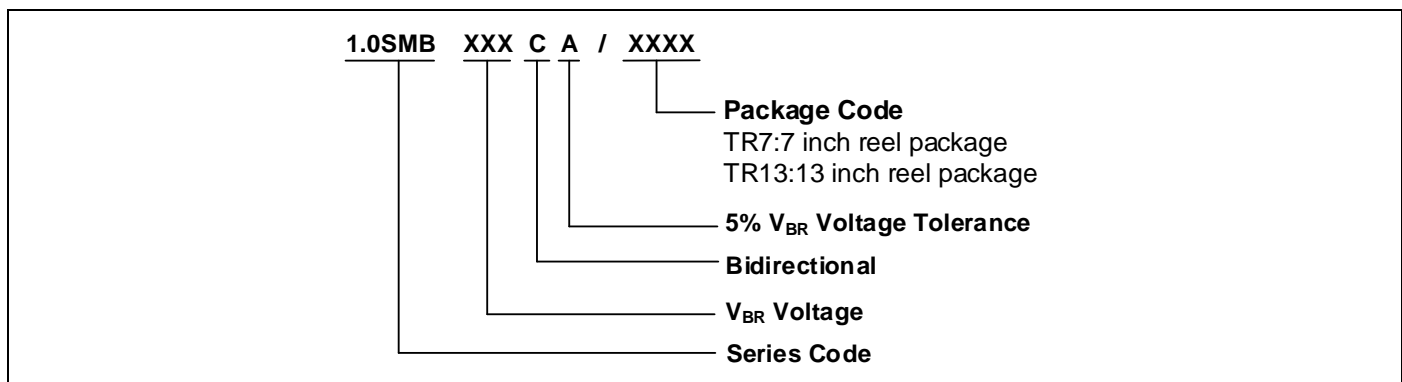 1.0SMB XXX C A / XXXX
Package Code
TR7:7 inch reel package
TR13:13 inch reel package
5% VBR Voltage Tolerance
Bidirectional
VBR Voltage
Series Code